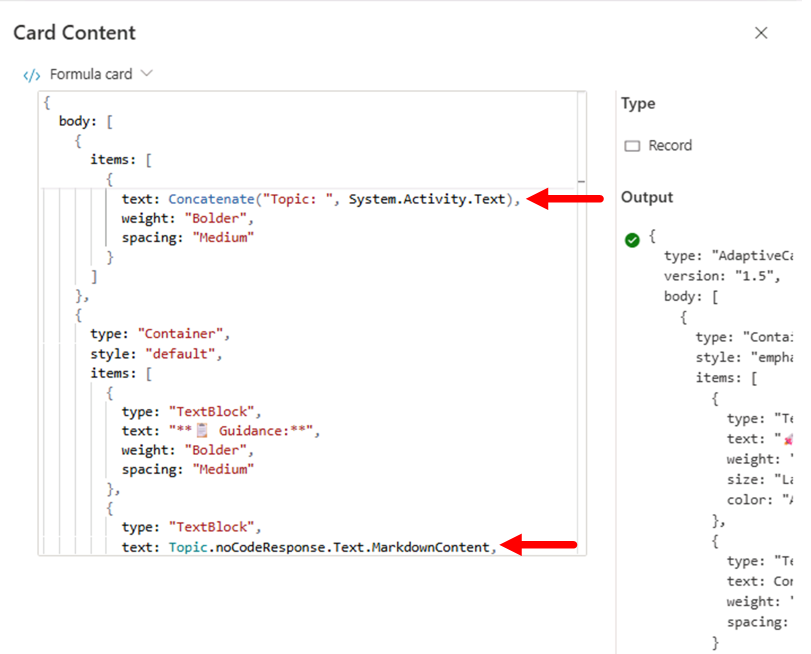 Card Content
</> Formula card
{
body: [
{
items: [
{
text: Concatenate("Topic: ", System.Activity.Text),
weight: "Bolder",
spacing: "Medium"
}
]
},
{
type: "Container",
style: "default",
items: [
{
type: "TextBlock",
text: "**📋 Guidance:**",
weight: "Bolder",
spacing: "Medium"
},
{
type: "TextBlock",
text: Topic.noCodeResponse.Text.MarkdownContent,
Type
Record
Output
{
type: "AdaptiveCa
version: "1.5",
body: [
{
type: "Contai
style: "empha
items: [
{
type: "Te
text: "🚀
weight: "
size: "La
color: "A
},
{
type: "Te
text: Con
weight: "
spacing:
}